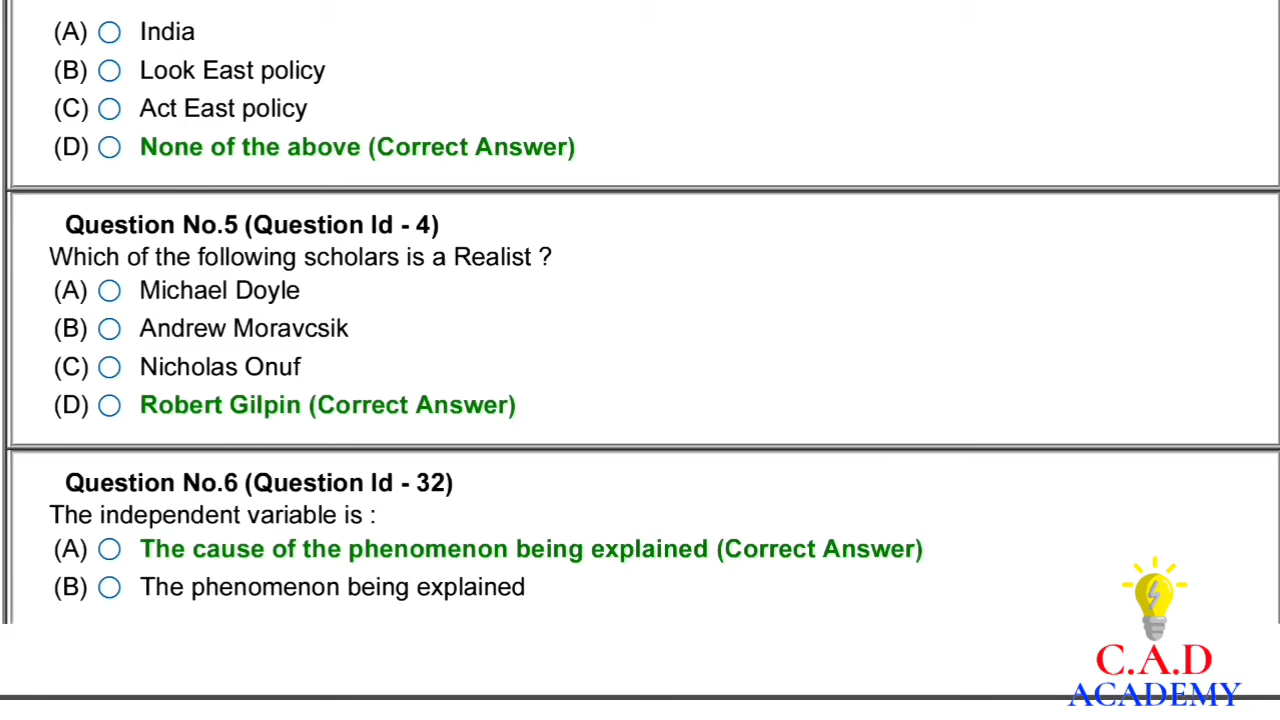 (A) India
(B) Look East policy
(C) Act East policy
(D) None of the above (Correct Answer)
Question No.5 (Question Id - 4)
Which of the following scholars is a Realist ?
(A) Michael Doyle
(B) Andrew Moravcsik
(C) Nicholas Onuf
(D) Robert Gilpin (Correct Answer)
Question No.6 (Question Id - 32)
The independent variable is :
(A) The cause of the phenomenon being explained (Correct Answer)
(B) The phenomenon being explained
C.A.D
ACADEMY